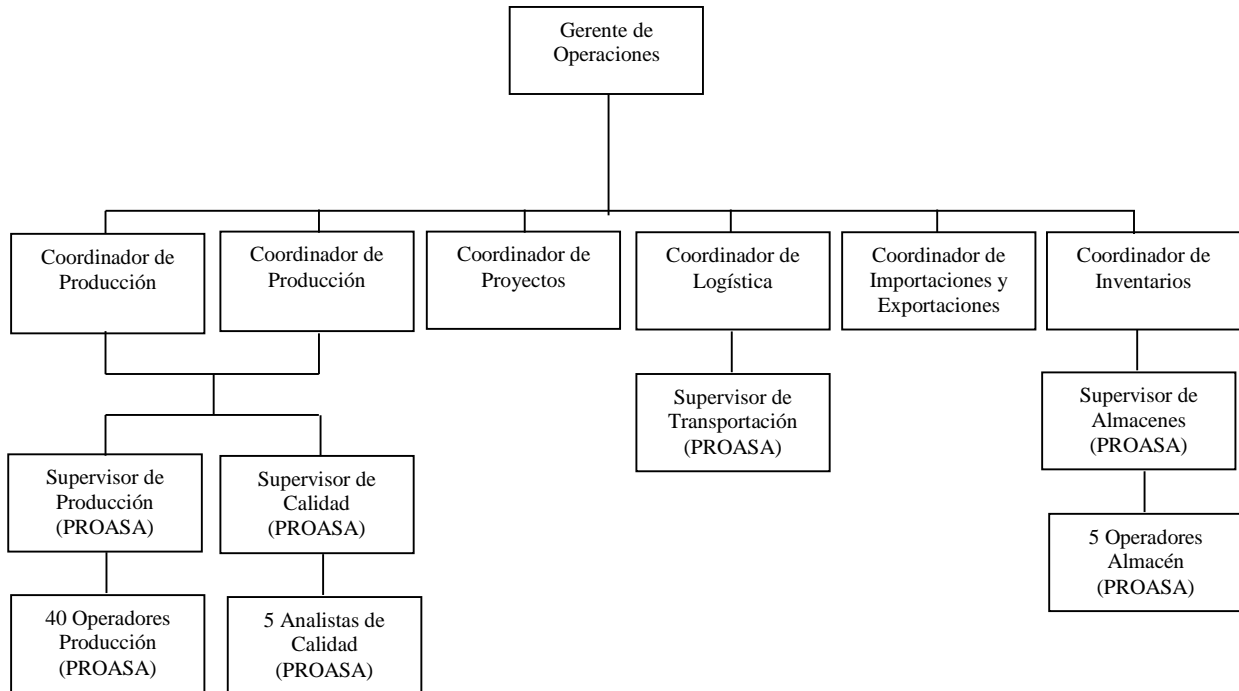 Gerente de
Operaciones
Coordinador de
Producción
Coordinador de
Producción
Coordinador de
Proyectos
Coordinador de
Logística
Coordinador de
Importaciones y
Exportaciones
Coordinador de
Inventarios
Supervisor de
Transportación
(PROASA)
Supervisor de
Almacenes
(PROASA)
Supervisor de
Producción
(PROASA)
Supervisor de
Calidad
(PROASA)
5 Operadores
Almacén
(PROASA)
40 Operadores
Producción
(PROASA)
5 Analistas de
Calidad
(PROASA)